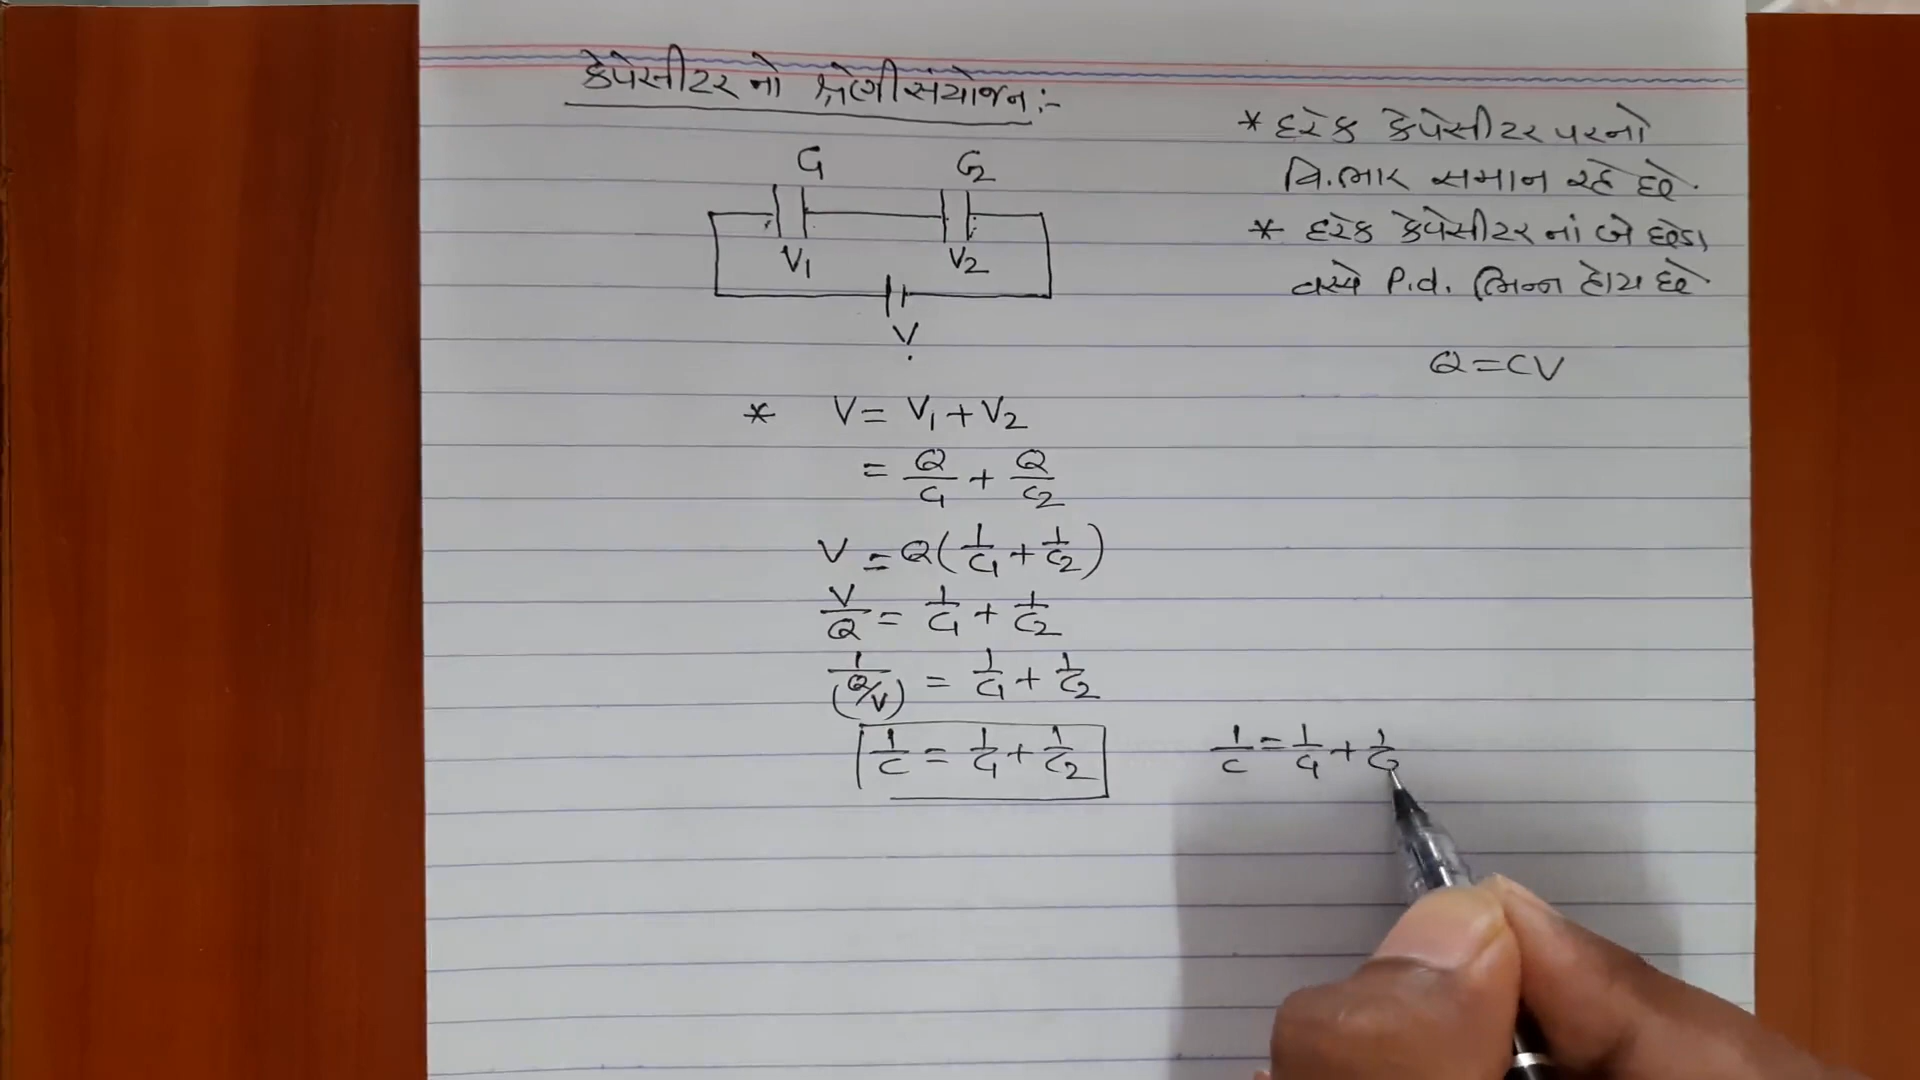 કેપેસીટર નો શ્રેણીસંયોજન :-
* દરેક કેપેસીટર પરનો
વિ.ભાર સમાન રહે છે.
* દરેક કેપેસીટર નાં બે છેડા
વચ્ચે P.d. ભિન્ન હોય છે.
C1 C2
V1 V2
V
Q = CV
* V = V1 + V2
= Q/C1 + Q/C2
V = Q(1/C1 + 1/C2)
V/Q = 1/C1 + 1/C2
1/(Q/V) = 1/C1 + 1/C2
1/C = 1/C1 + 1/C2
1/C = 1/C1 + 1/C2